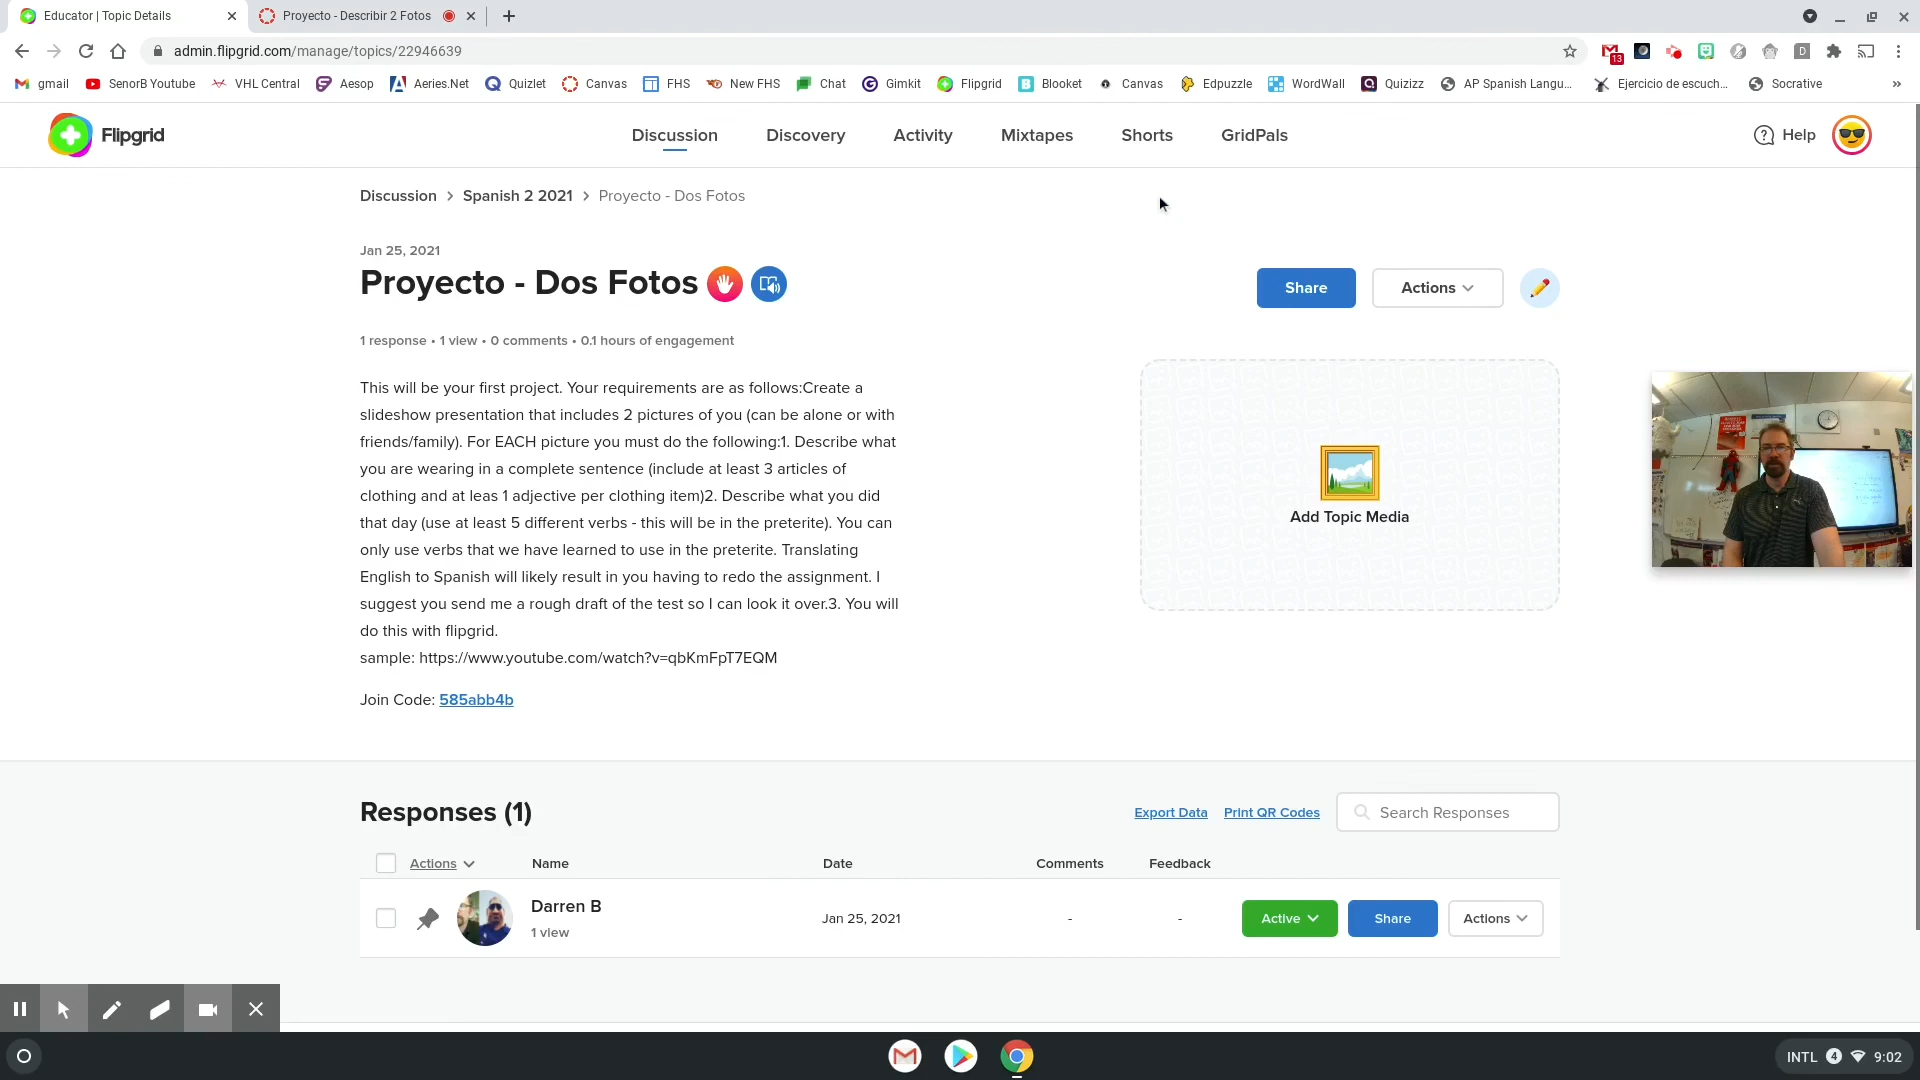 Educator | Topic Details
Proyecto - Describir 2 Fotos
admin.flipgrid.com/manage/topics/22946639
13
D
gmail
SenorB Youtube
VHL Central
Aesop
Aeries.Net
Quizlet
Canvas
FHS
New FHS
Chat
Gimkit
Flipgrid
Blooket
Canvas
Edpuzzle
WordWall
Quizizz
AP Spanish Langu...
Ejercicio de escuch...
Socrative
»
Flipgrid
Discussion
Discovery
Activity
Mixtapes
Shorts
GridPals
Help
Discussion > Spanish 2 2021 > Proyecto - Dos Fotos
Jan 25, 2021
Proyecto - Dos Fotos
Share
Actions
1 response • 1 view • 0 comments • 0.1 hours of engagement
This will be your first project. Your requirements are as follows:Create a
slideshow presentation that includes 2 pictures of you (can be alone or with
friends/family). For EACH picture you must do the following:1. Describe what
you are wearing in a complete sentence (include at least 3 articles of
clothing and at leas 1 adjective per clothing item)2. Describe what you did
that day (use at least 5 different verbs - this will be in the preterite). You can
only use verbs that we have learned to use in the preterite. Translating
English to Spanish will likely result in you having to redo the assignment. I
suggest you send me a rough draft of the test so I can look it over.3. You will
do this with flipgrid.
sample: https://www.youtube.com/watch?v=qbKmFpT7EQM
Join Code: 585abb4b
Add Topic Media
Responses (1)
Export Data
Print QR Codes
Search Responses
Actions
Name
Date
Comments
Feedback
Darren B
1 view
Jan 25, 2021
-
-
Active
Share
Actions
INTL
4
9:02